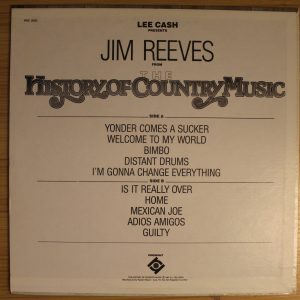 LEE CASH
PRESENTS
JIM REEVES
FROM
THE
HISTORY OF COUNTRY MUSIC
SIDE A
YONDER COMES A SUCKER
WELCOME TO MY WORLD
BIMBO
DISTANT DRUMS
I'M GONNA CHANGE EVERYTHING
SIDE B
IS IT REALLY OVER
HOME
MEXICAN JOE
ADIOS AMIGOS
GUILTY